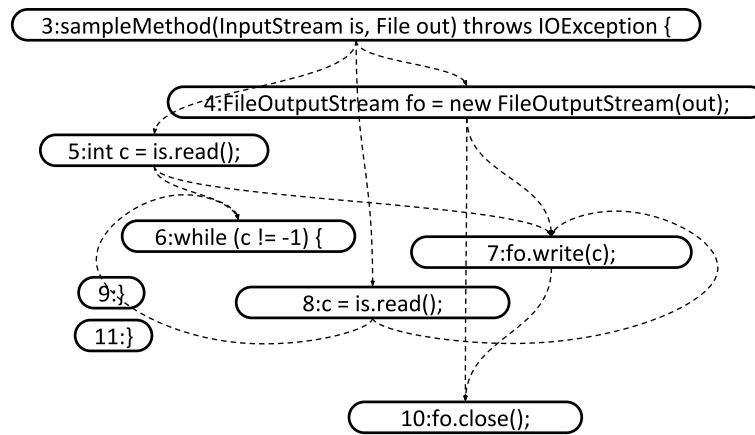 3:sampleMethod(InputStream is, File out) throws IOException {
4:FileOutputStream fo = new FileOutputStream(out);
5:int c = is.read();
6:while (c != -1) {
7:fo.write(c);
9:}
8:c = is.read();
11:}
10:fo.close();